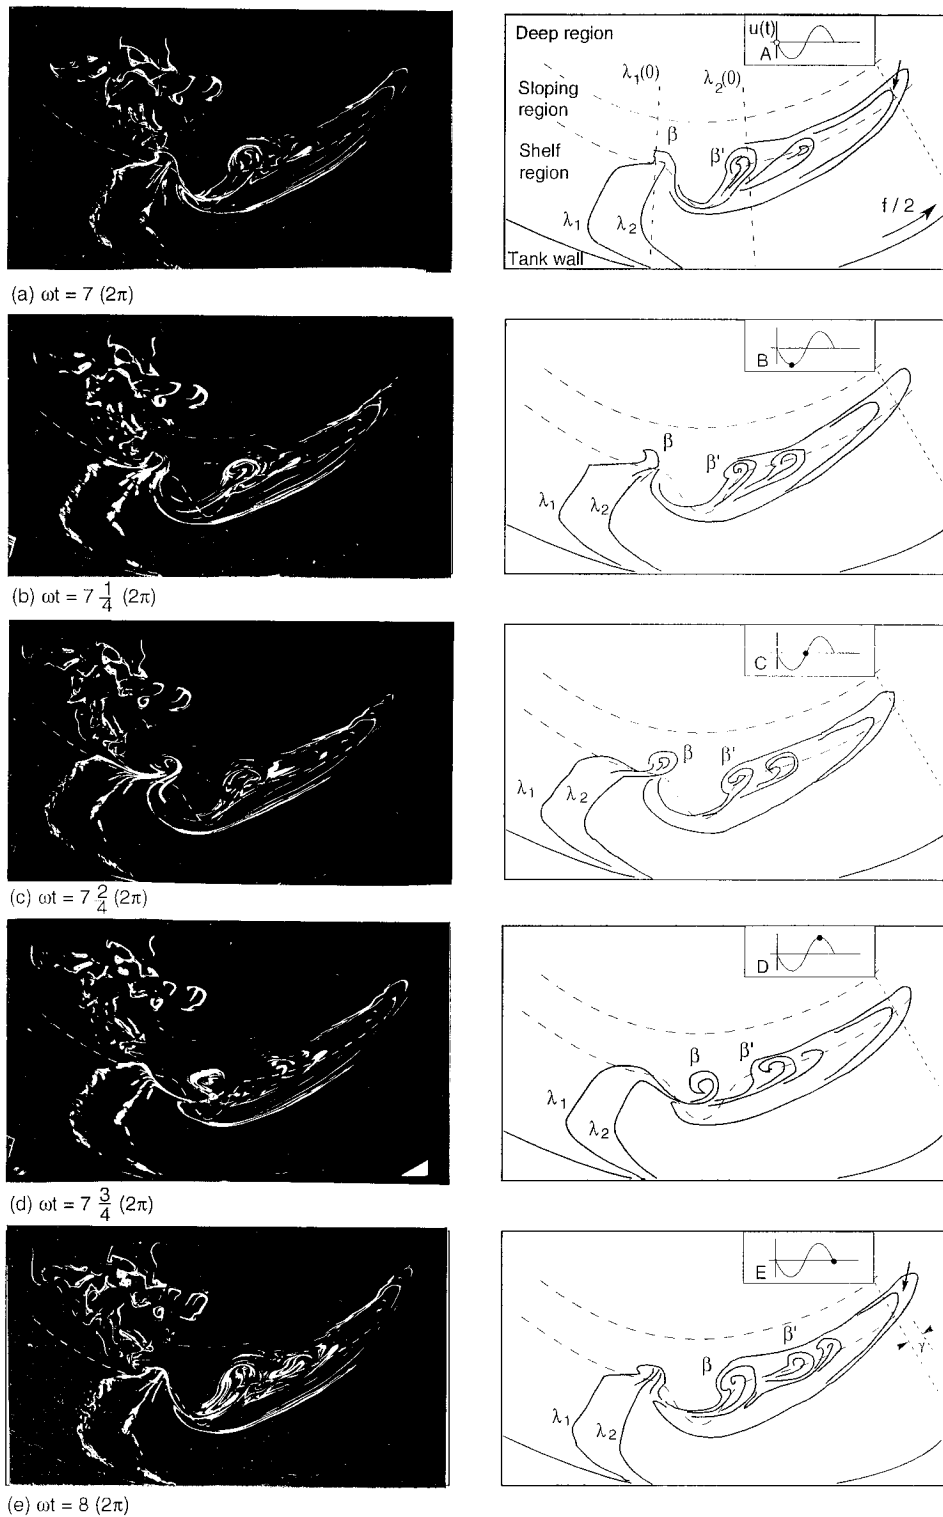 Deep region
u(t)
A
λ₁(0)
λ₂(0)
Sloping
region
β
β'
Shelf
region
λ₁
λ₂
f / 2
Tank wall
(a) ωt = 7 (2π)
B
β
β'
λ₁
λ₂
(b) ωt = 7 1/4 (2π)
C
β
β'
λ₁
λ₂
(c) ωt = 7 2/4 (2π)
D
β
β'
λ₁
λ₂
(d) ωt = 7 3/4 (2π)
E
β'
β
γ
λ₁
λ₂
(e) ωt = 8 (2π)